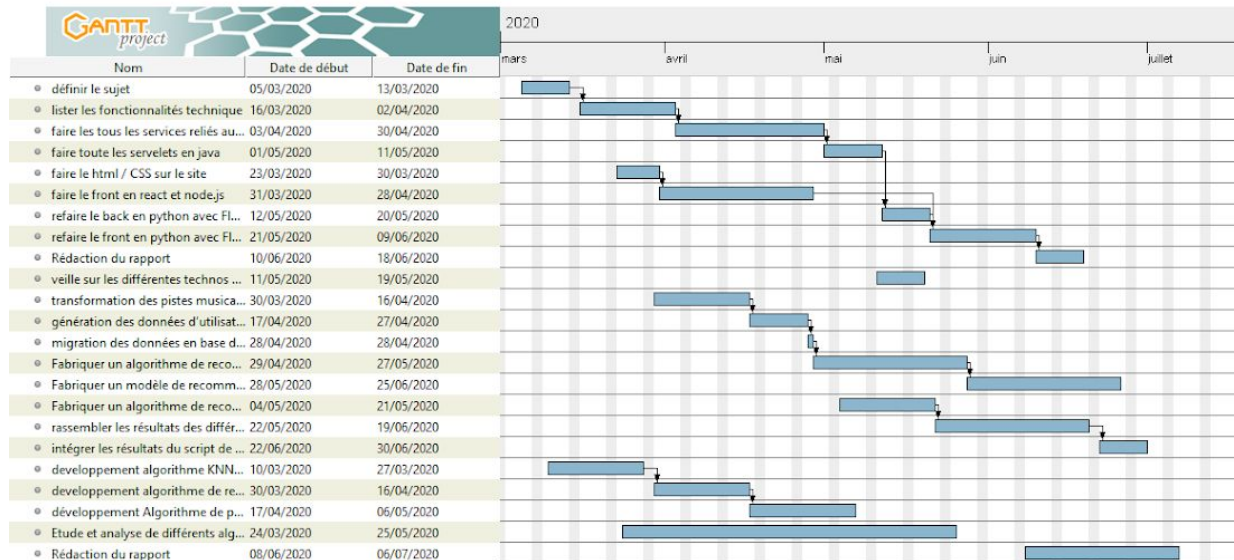 GANTT
project
2020
mars avril mai juin juillet
Nom Date de début Date de fin
définir le sujet 05/03/2020 13/03/2020
lister les fonctionnalités technique 16/03/2020 02/04/2020
faire les tous les services reliés au... 03/04/2020 30/04/2020
faire toute les servelets en java 01/05/2020 11/05/2020
faire le html / CSS sur le site 23/03/2020 30/03/2020
faire le front en react et node.js 31/03/2020 28/04/2020
refaire le back en python avec Fl... 12/05/2020 20/05/2020
refaire le front en python avec Fl... 21/05/2020 09/06/2020
Rédaction du rapport 10/06/2020 18/06/2020
veille sur les différentes technos ... 11/05/2020 19/05/2020
transformation des pistes musica... 30/03/2020 16/04/2020
génération des données d'utilisat... 17/04/2020 27/04/2020
migration des données en base d... 28/04/2020 28/04/2020
Fabriquer un algorithme de reco... 29/04/2020 27/05/2020
Fabriquer un modèle de recomm... 28/05/2020 25/06/2020
Fabriquer un algorithme de reco... 04/05/2020 21/05/2020
rassembler les résultats des différ... 22/05/2020 19/06/2020
intégrer les résultats du script de ... 22/06/2020 30/06/2020
developpement algorithme KNN... 10/03/2020 27/03/2020
developpement algorithme de re... 30/03/2020 16/04/2020
développement Algorithme de p... 17/04/2020 06/05/2020
Etude et analyse de différents alg... 24/03/2020 25/05/2020
Rédaction du rapport 08/06/2020 06/07/2020